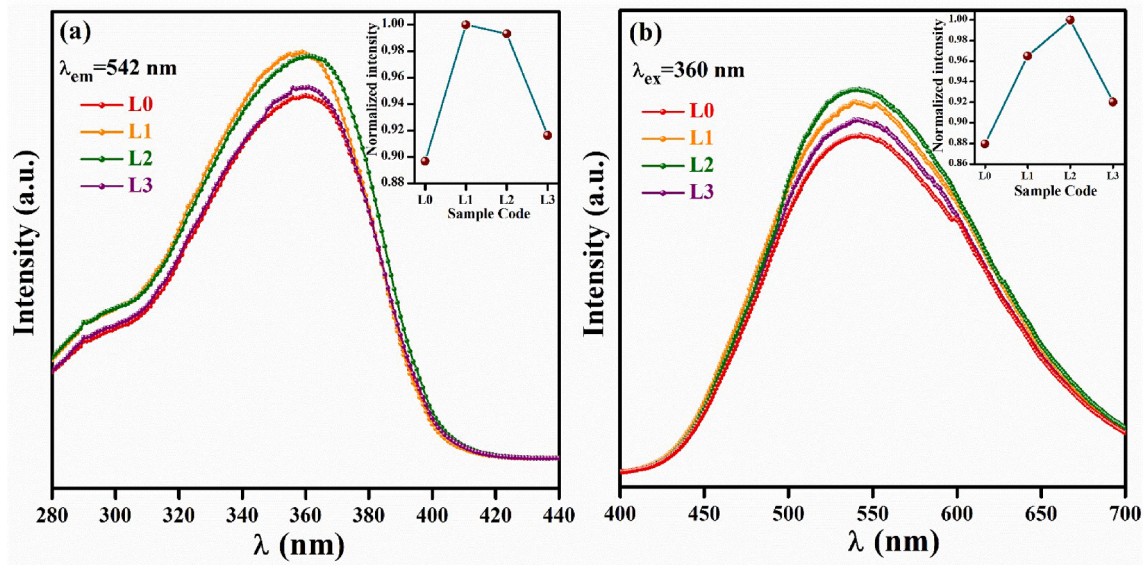 (a)
λem=542 nm
L0
L1
L2
L3
Intensity (a.u.)
280 320 360 400 440
λ (nm)
Normalized intensity
1.00
0.98
0.96
0.94
0.92
0.90
0.88
L0 L1 L2 L3
Sample Code
(b)
λex=360 nm
L0
L1
L2
L3
Intensity (a.u.)
400 450 500 550 600 650 700
λ (nm)
Normalized intensity
1.00
0.98
0.96
0.94
0.92
0.90
0.88
0.86
L0 L1 L2 L3
Sample Code